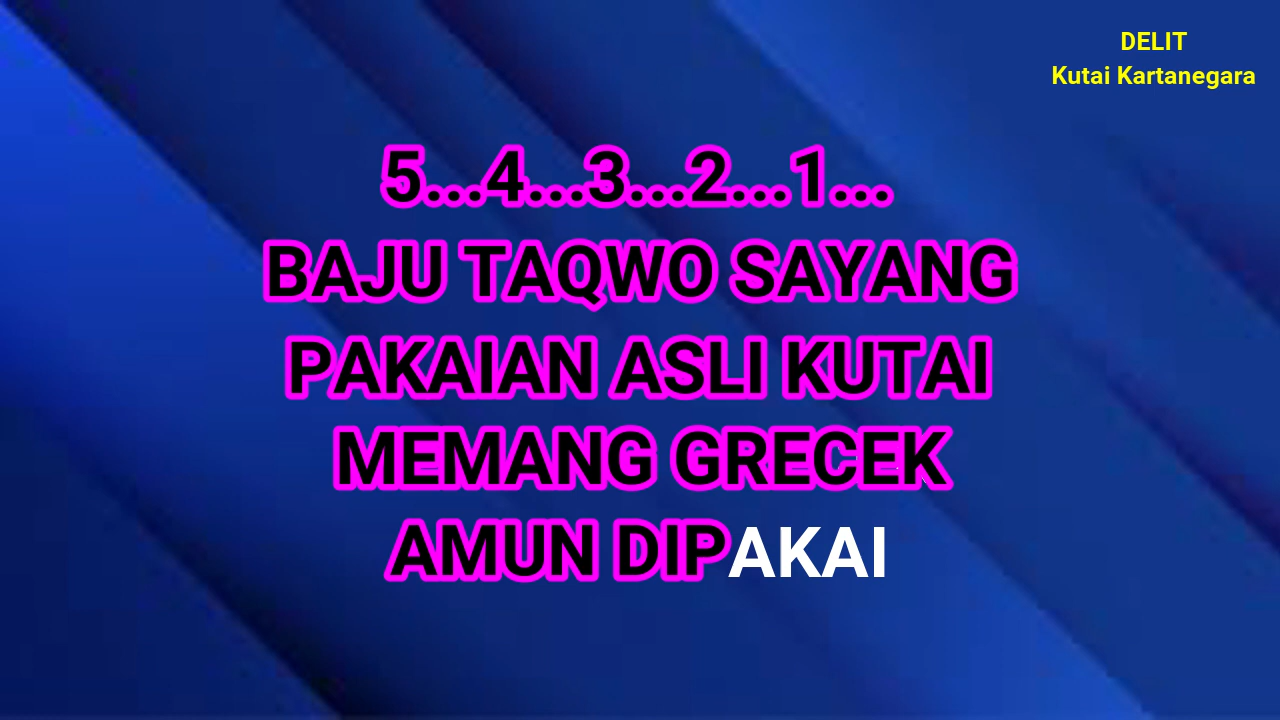 DELIT
Kutai Kartanegara
5...4...3...2...1...
BAJU TAQWO SAYANG
PAKAIAN ASLI KUTAI
MEMANG GRECEK
AMUN DIPAKAI